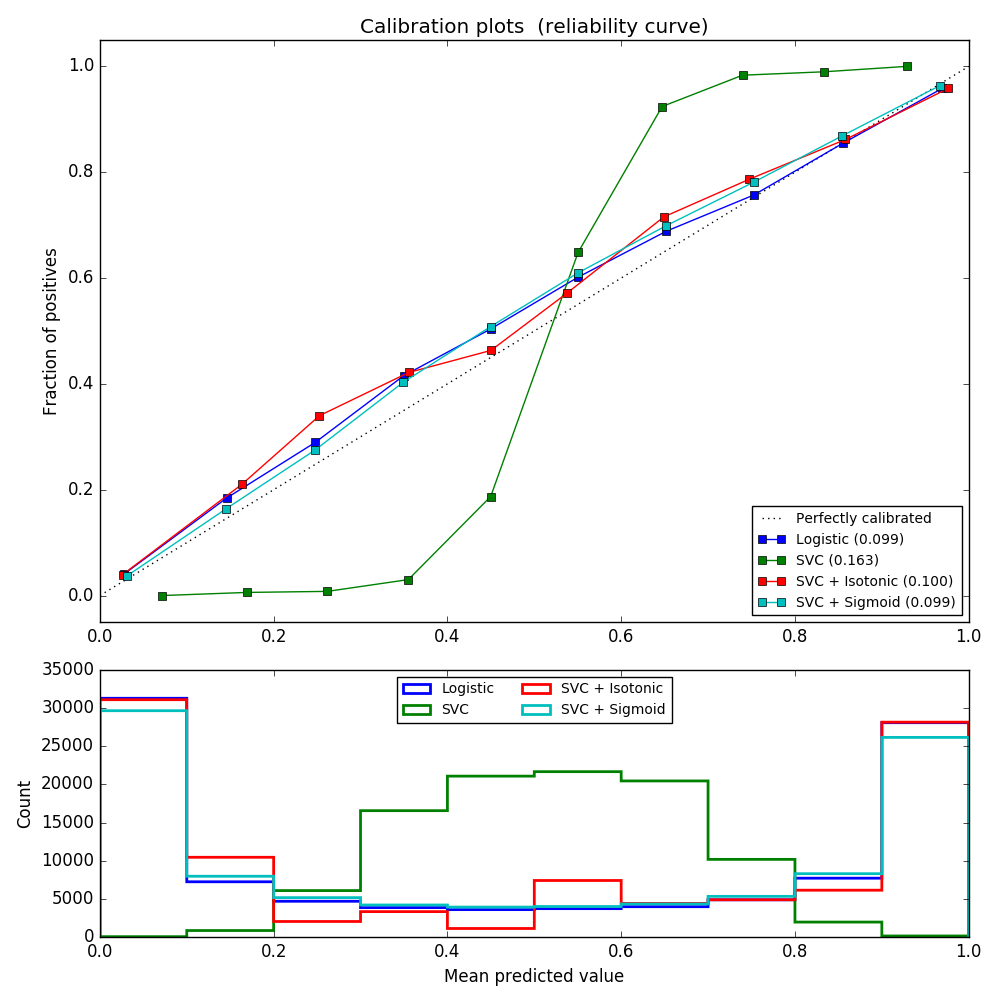 Calibration plots  (reliability curve)
1.0
0.8
0.6
0.4
0.2
0.0
Fraction of positives
Perfectly calibrated
Logistic (0.099)
SVC (0.163)
SVC + Isotonic (0.100)
SVC + Sigmoid (0.099)
0.0 0.2 0.4 0.6 0.8 1.0
35000
30000
25000
20000
15000
10000
5000
0
Count
Logistic SVC + Isotonic
SVC SVC + Sigmoid
0.0 0.2 0.4 0.6 0.8 1.0
Mean predicted value